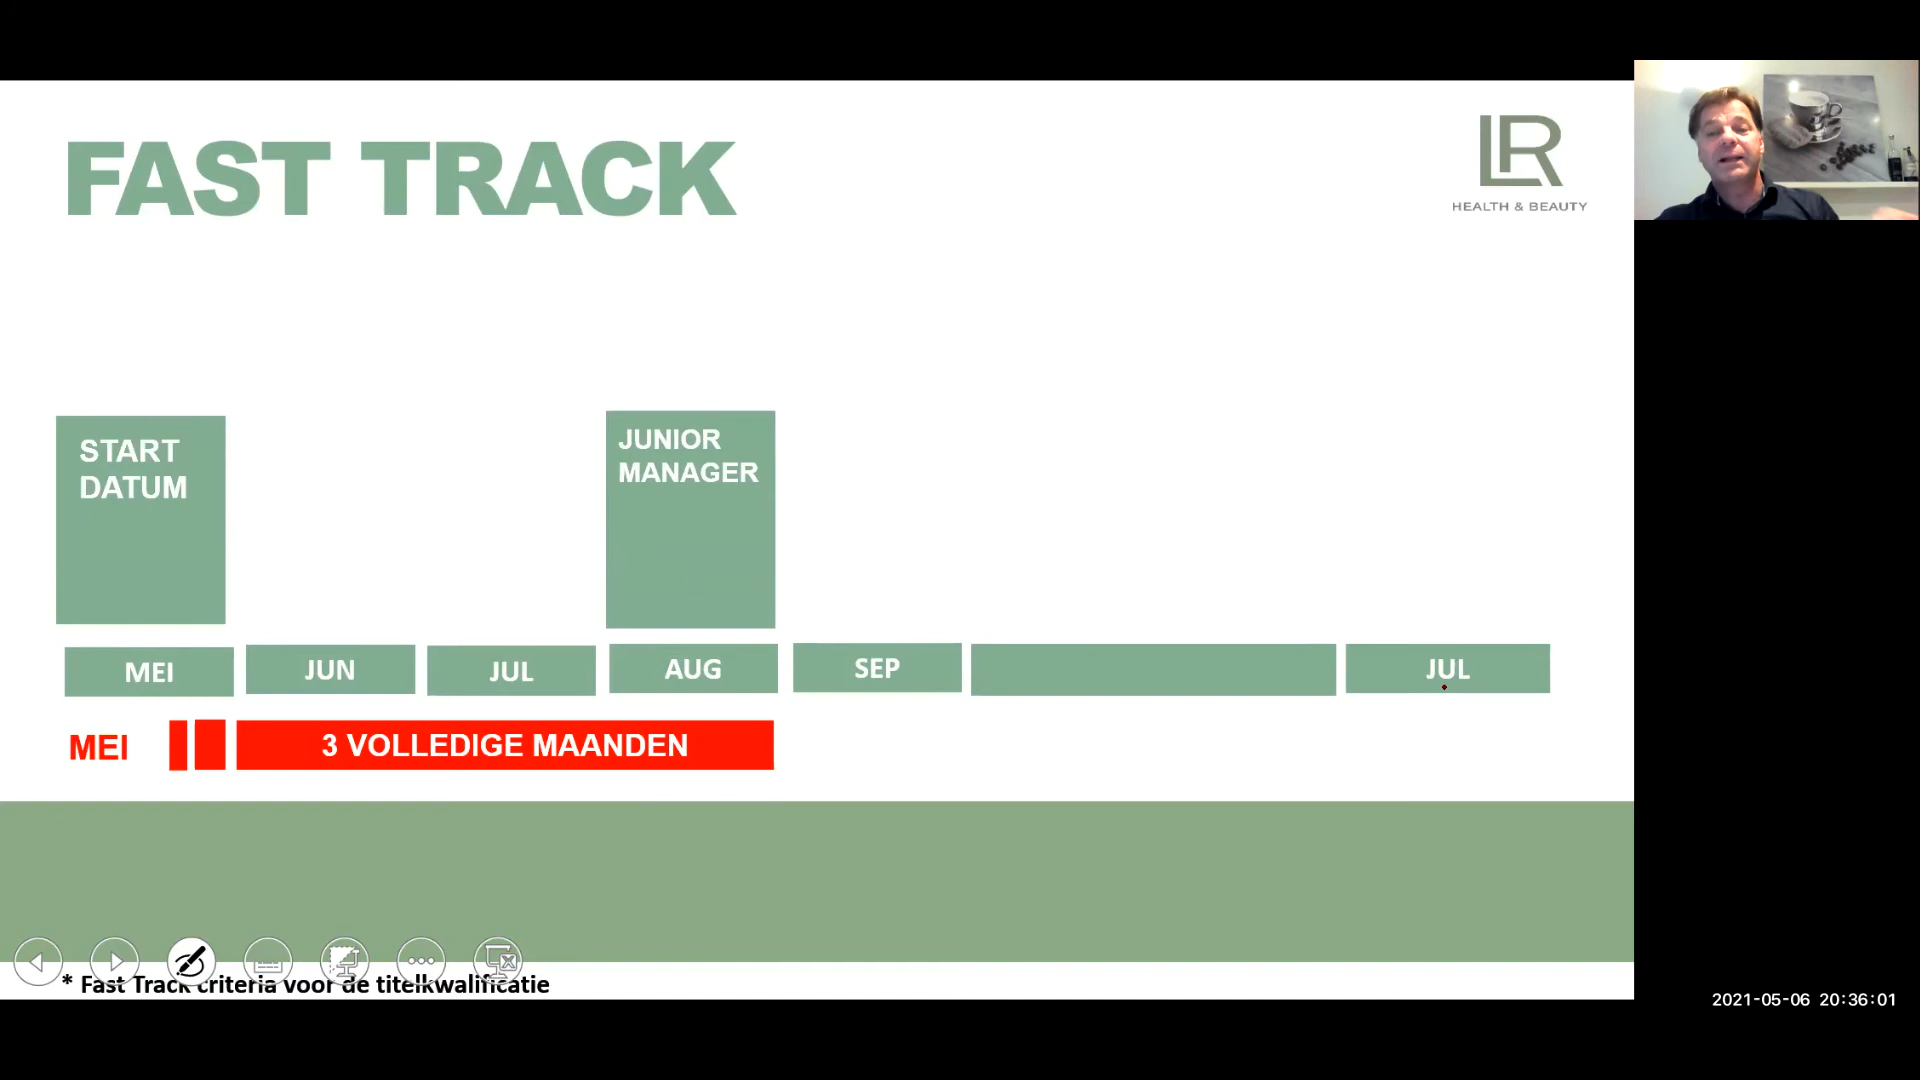 FAST TRACK
LR
HEALTH & BEAUTY
START
DATUM
JUNIOR
MANAGER
MEI
JUN
JUL
AUG
SEP
JUL
MEI
3 VOLLEDIGE MAANDEN
* Fast Track criteria voor de titelkwalificatie
2021-05-06 20:36:01